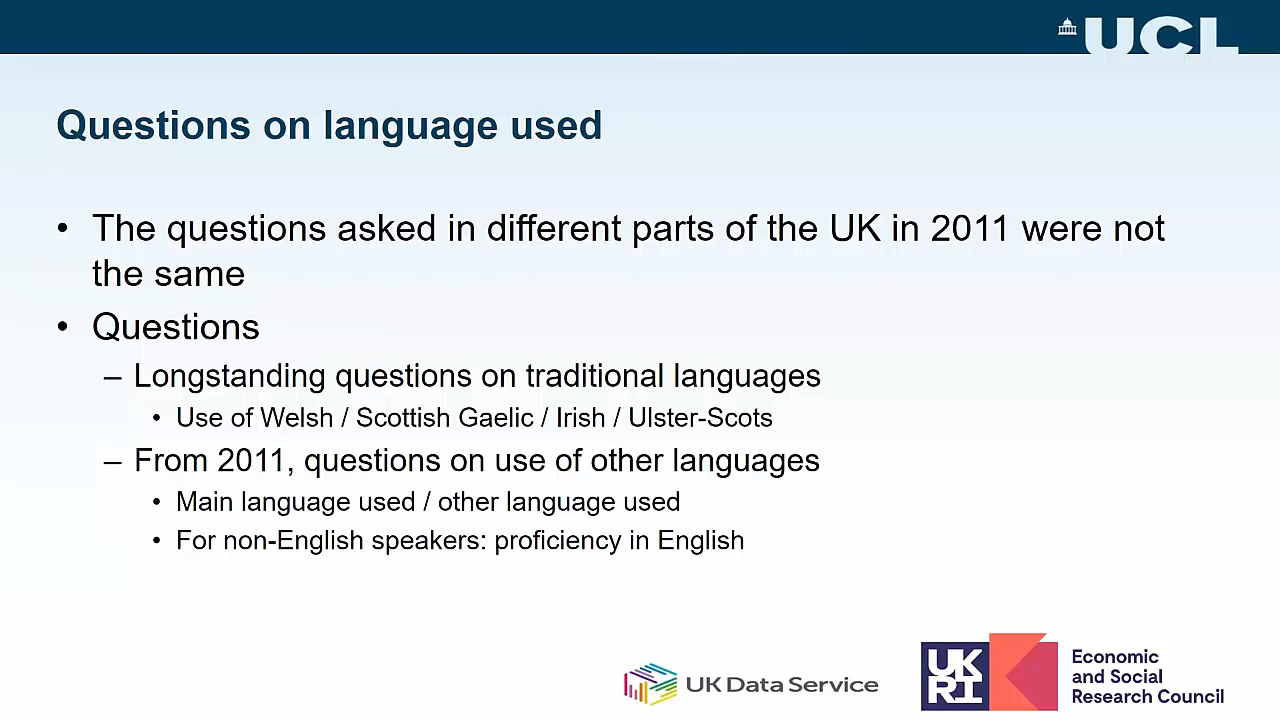 UCL
Questions on language used
• The questions asked in different parts of the UK in 2011 were not
the same
• Questions
– Longstanding questions on traditional languages
• Use of Welsh / Scottish Gaelic / Irish / Ulster-Scots
– From 2011, questions on use of other languages
• Main language used / other language used
• For non-English speakers: proficiency in English
UK Data Service
UK
RI
Economic
and Social
Research Council